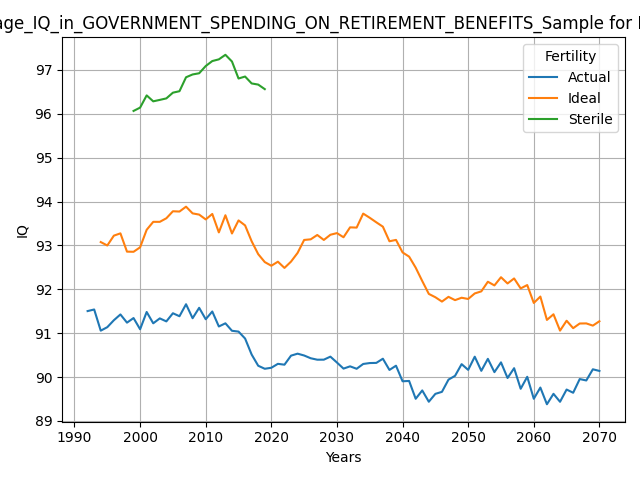 age_IQ_in_GOVERNMENT_SPENDING_ON_RETIREMENT_BENEFITS_Sample for
Fertility
Actual
Ideal
Sterile
97
96
95
94
93
92
91
90
89
IQ
1990 2000 2010 2020 2030 2040 2050 2060 2070
Years